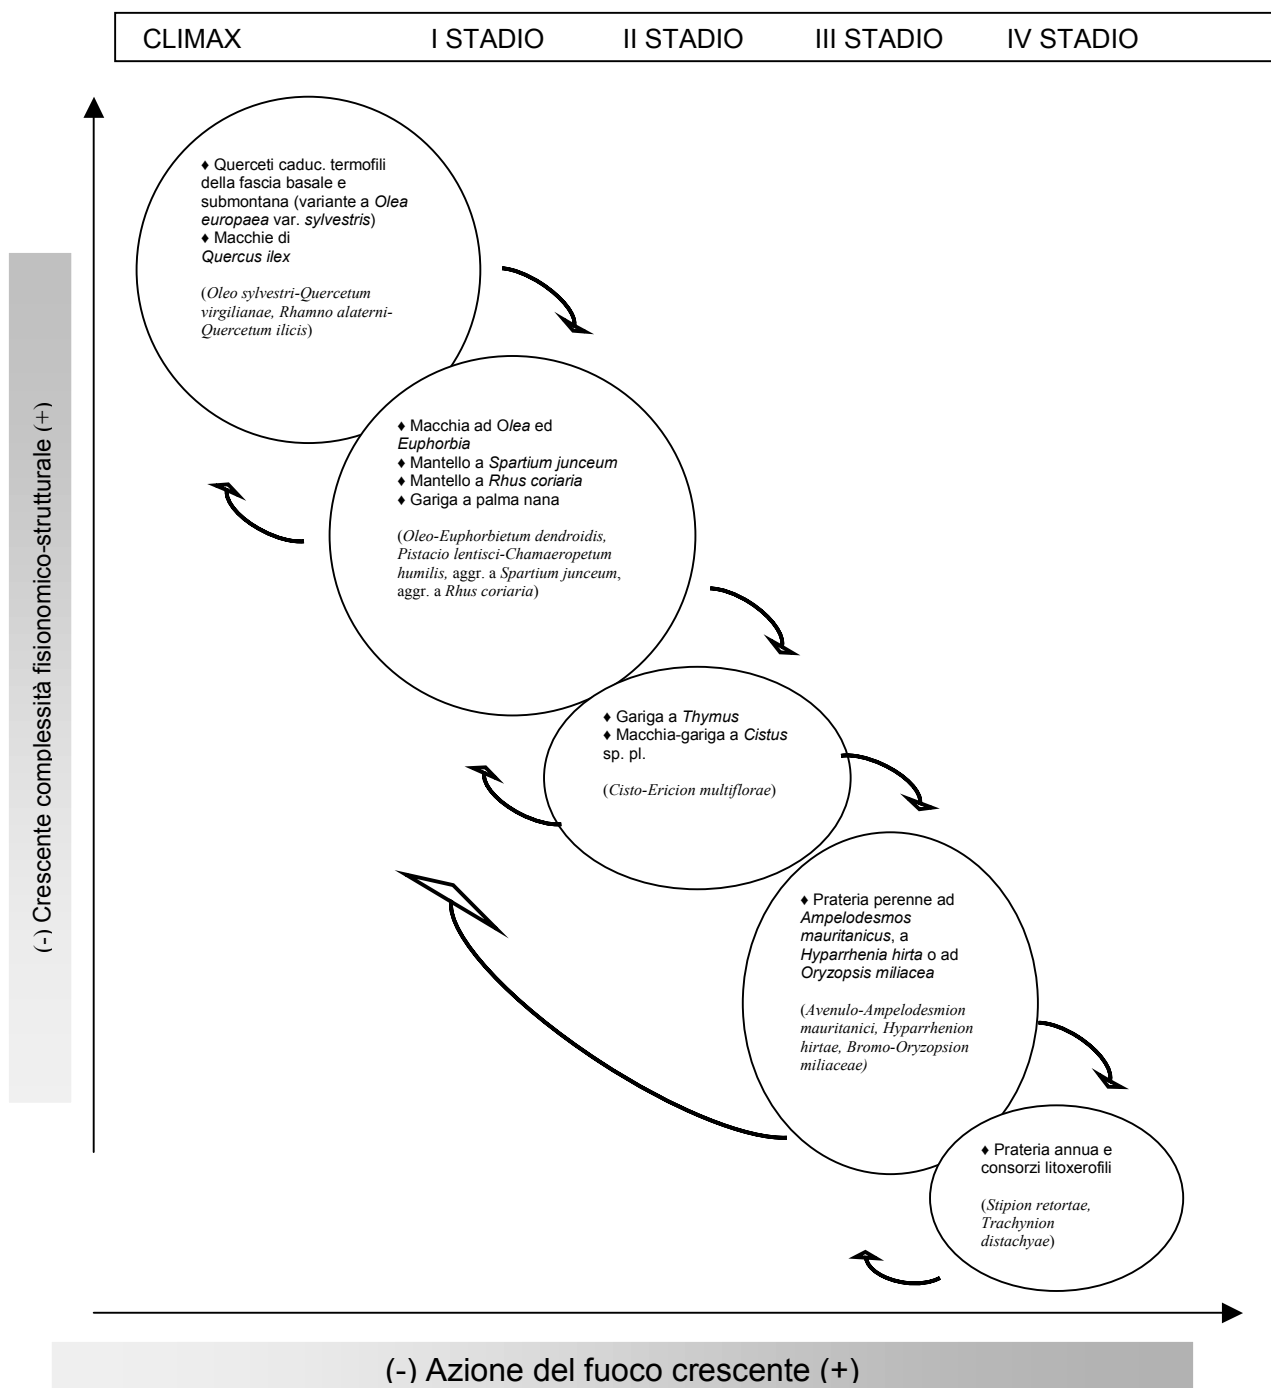 CLIMAX I STADIO II STADIO III STADIO IV STADIO
(-) Crescente complessità fisionomico-strutturale (+)
♦ Querceti caduc. termofili
della fascia basale e
submontana (variante a Olea
europaea var. sylvestris)
♦ Macchie di
Quercus ilex
(Oleo sylvestri-Quercetum
virgilianae, Rhamno alaterni-
Quercetum ilicis)
♦ Macchia ad Olea ed
Euphorbia
♦ Mantello a Spartium junceum
♦ Mantello a Rhus coriaria
♦ Gariga a palma nana
(Oleo-Euphorbietum dendroidis,
Pistacio lentisci-Chamaeropetum
humilis, aggr. a Spartium junceum,
aggr. a Rhus coriaria)
♦ Gariga a Thymus
♦ Macchia-gariga a Cistus
sp. pl.
(Cisto-Ericion multiflorae)
♦ Prateria perenne ad
Ampelodesmos
mauritanicus, a
Hyparrhenia hirta o ad
Oryzopsis miliacea
(Avenulo-Ampelodesmion
mauritanici, Hyparrhenion
hirtae, Bromo-Oryzopsion
miliaceae)
♦ Prateria annua e
consorzi litoxerofili
(Stipion retortae,
Trachynion
distachyae)
(-) Azione del fuoco crescente (+)